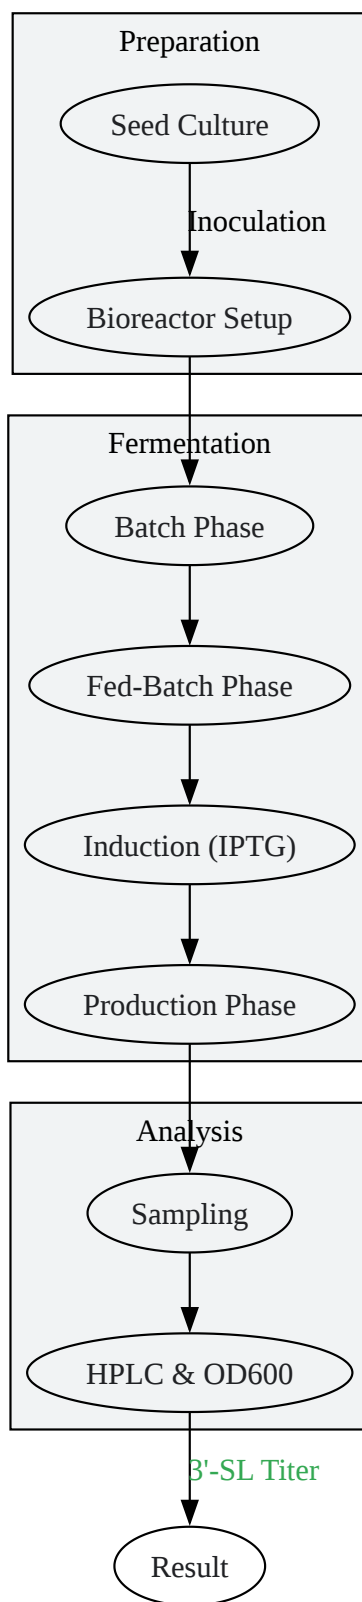 Preparation
Seed Culture
Inoculation
Bioreactor Setup
Fermentation
Batch Phase
Fed-Batch Phase
Induction (IPTG)
Production Phase
Analysis
Sampling
HPLC & OD600
3'-SL Titer
Result